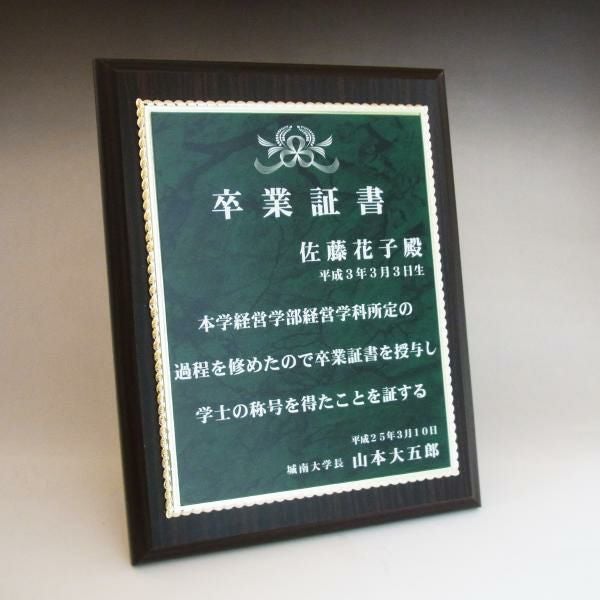 卒業証書
佐藤花子殿
平成3年3月3日生
本学経営学部経営学科所定の
過程を修めたので卒業証書を授与し
学士の称号を得たことを証する
平成25年3月10日
城南大学長 山本大五郎